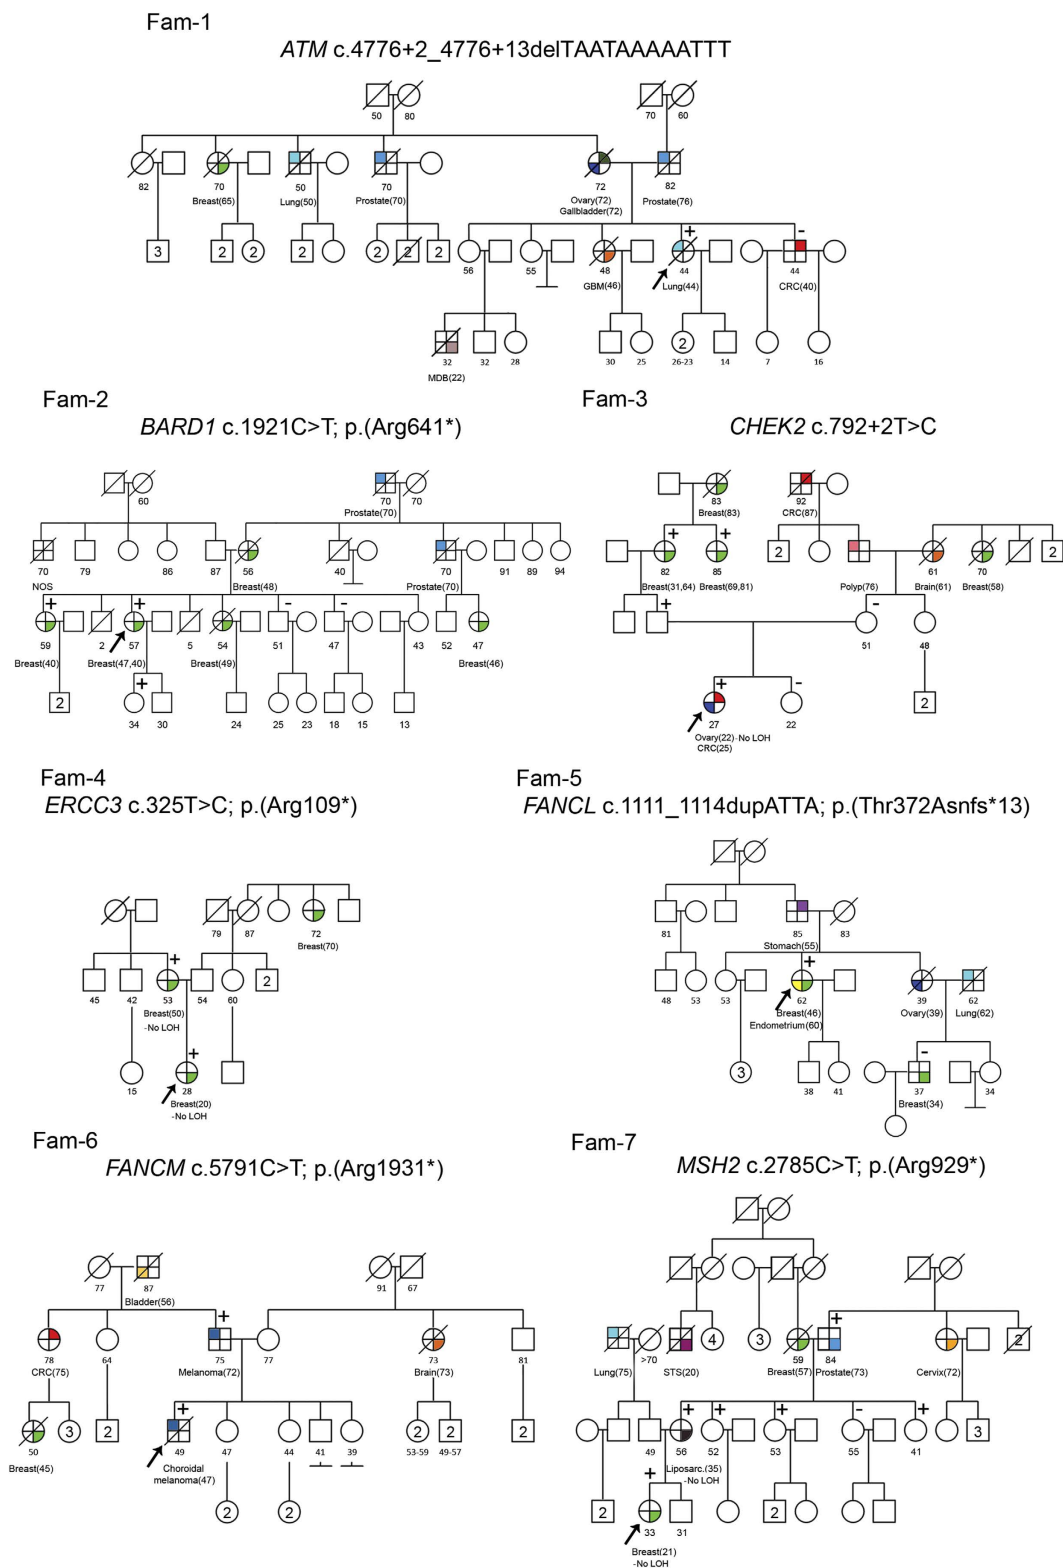 Fam-1
ATM c.4776+2_4776+13delTAATAAAAATTT
50 80 70 60
82 70 50 70 72 82
Breast(65) Lung(50) Prostate(70) Ovary(72) Prostate(76)
Gallbladder(72)
+ -
3 2 2 2 2 2 2
56 55 48 44 44
GBM(46) Lung(44) CRC(40)
2
32 32 28 30 25 26-23 14 7 16
MDB(22)
Fam-2
BARD1 c.1921C>T; p.(Arg641*)
60 70 70
Prostate(70)
70 79 86 87 56 40 70 91 89 94
NOS Breast(48) Prostate(70)
+ + - -
59 2 57 5 54 51 47 43 52 47
Breast(40) Breast(47,40) Breast(49) Breast(46)
+
2
34 30 24 25 23 18 15 13
Fam-3
CHEK2 c.792+2T>C
83 92
Breast(83) CRC(87)
+ +
2 2
82 85 61 70
Breast(31,64) Breast(69,81) Polyp(76) Brain(61) Breast(58)
+ -
51 48
+ -
2
27 22
Ovary(22) -No LOH
CRC(25)
Fam-4
ERCC3 c.325T>C; p.(Arg109*)
79 87 72
Breast(70)
+
2
45 42 53 54 60
Breast(50)
-No LOH
+
15 28
Breast(20)
-No LOH
Fam-5
FANCL c.1111_1114dupATTA; p.(Thr372Asnfs*13)
81 85 83
Stomach(55)
+
48 53 53 62 39 62
Breast(46) Ovary(39) Lung(62)
Endometrium(60)
-
3
38 41 37 34
Breast(34)
Fam-6
FANCM c.5791C>T; p.(Arg1931*)
77 87 91 67
Bladder(56)
+
78 64 75 77 73 81
CRC(75) Melanoma(72) Brain(73)
+
3 2 2 2 2
50 49 47 44 41 39 53-59 49-57
Breast(45) Choroidal
melanoma(47)
2 2
Fam-7
MSH2 c.2785C>T; p.(Arg929*)
+
4 3 2
>70 59 84
Lung(75) STS(20) Breast(57) Prostate(73) Cervix(72)
+ + + - +
3
49 56 52 53 55 41
Liposarc.(35)
-No LOH
+
2 2
33 31
Breast(21)
-No LOH